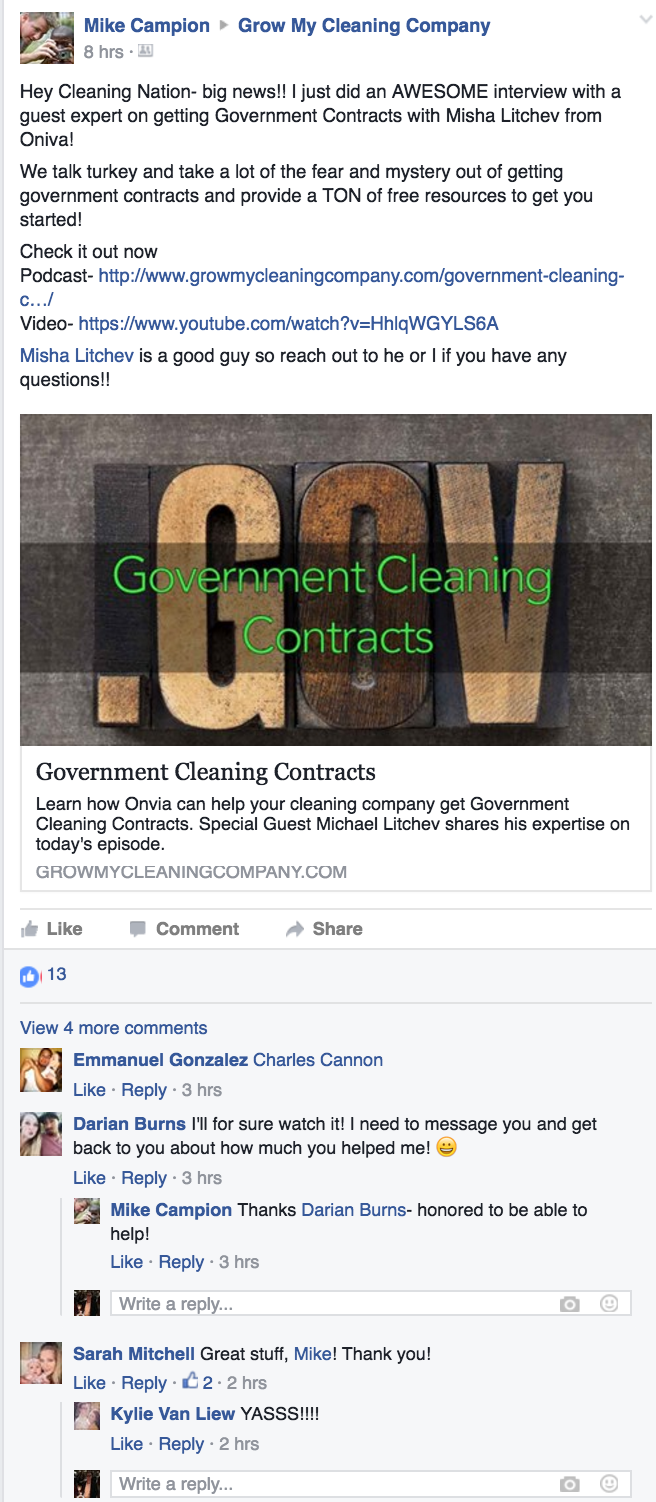 Mike Campion ▸ Grow My Cleaning Company
8 hrs ·
Hey Cleaning Nation- big news!! I just did an AWESOME interview with a
guest expert on getting Government Contracts with Misha Litchev from
Oniva!
We talk turkey and take a lot of the fear and mystery out of getting
government contracts and provide a TON of free resources to get you
started!
Check it out now
Podcast- http://www.growmycleaningcompany.com/government-cleaning-
c…/
Video- https://www.youtube.com/watch?v=HhlqWGYLS6A
Misha Litchev is a good guy so reach out to he or I if you have any
questions!!
.GOV
Government Cleaning
Contracts
Government Cleaning Contracts
Learn how Onvia can help your cleaning company get Government
Cleaning Contracts. Special Guest Michael Litchev shares his expertise on
today's episode.
GROWMYCLEANINGCOMPANY.COM
Like Comment Share
13
View 4 more comments
Emmanuel Gonzalez Charles Cannon
Like · Reply · 3 hrs
Darian Burns I'll for sure watch it! I need to message you and get
back to you about how much you helped me! 😀
Like · Reply · 3 hrs
Mike Campion Thanks Darian Burns- honored to be able to
help!
Like · Reply · 3 hrs
Write a reply...
Sarah Mitchell Great stuff, Mike! Thank you!
Like · Reply · 2 · 2 hrs
Kylie Van Liew YASSS!!!!
Like · Reply · 2 hrs
Write a reply...